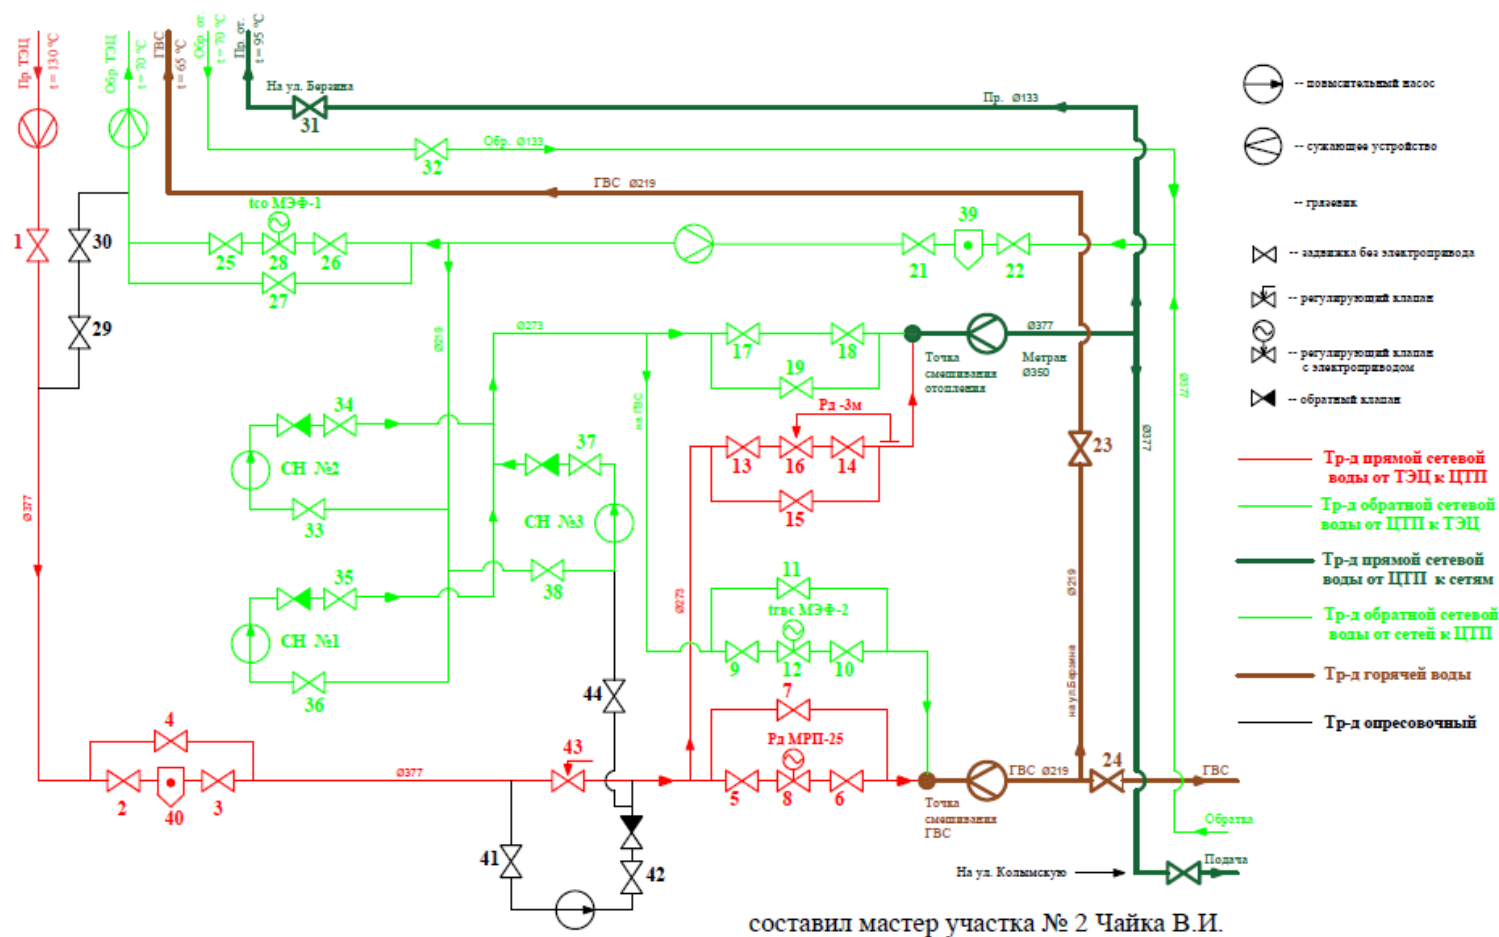 Пр. ТЭЦ
t = 130 °C
Обр. ТЭЦ
t = 70 °C
ГВС
t = 65 °C
Обр. от.
t = 70 °C
Пр. от.
t = 95 °C
На ул. Берзина
31
Пр. Ø133
32
Обр. Ø133
ГВС Ø219
tсо МЭФ-1
1
30
25
28
26
27
29
39
21
22
Ø219
Ø273
17
18
19
Точка
смешивания
отопления
Ø377
Метран
Ø350
Ø377
на ГВС
Рд -3м
13
16
14
15
23
Ø377
34
СН №2
33
37
СН №3
38
35
СН №1
36
Ø377
Ø273
11
tгвс МЭФ-2
9
12
10
Ø219
на ул.Берзина
44
7
Рд МРП-25
5
8
6
4
2
40
3
Ø377
43
41
42
Точка
смешивания
ГВС
ГВС Ø219
24
ГВС
Обратка
На ул. Колымскую
Подача
-- повысительный насос
-- сужающее устройство
-- грязевик
-- задвижка без электропривода
-- регулирующий клапан
-- регулирующий клапан
с электроприводом
-- обратный клапан
Тр-д прямой сетевой
воды от ТЭЦ к ЦТП
Тр-д обратной сетевой
воды от ЦТП к ТЭЦ
Тр-д прямой сетевой
воды от ЦТП к сетям
Тр-д обратной сетевой
воды от сетей к ЦТП
Тр-д горячей воды
Тр-д опресовочный
составил мастер участка № 2 Чайка В.И.